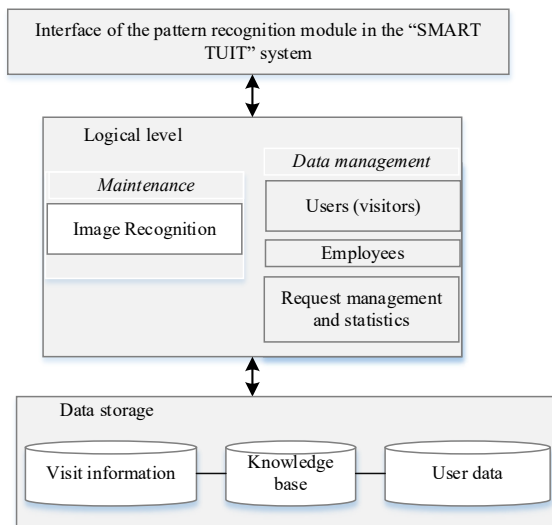 Interface of the pattern recognition module in the “SMART
TUIT” system
Logical level
Maintenance
Image Recognition
Data management
Users (visitors)
Employees
Request management
and statistics
Data storage
Visit information
Knowledge
base
User data